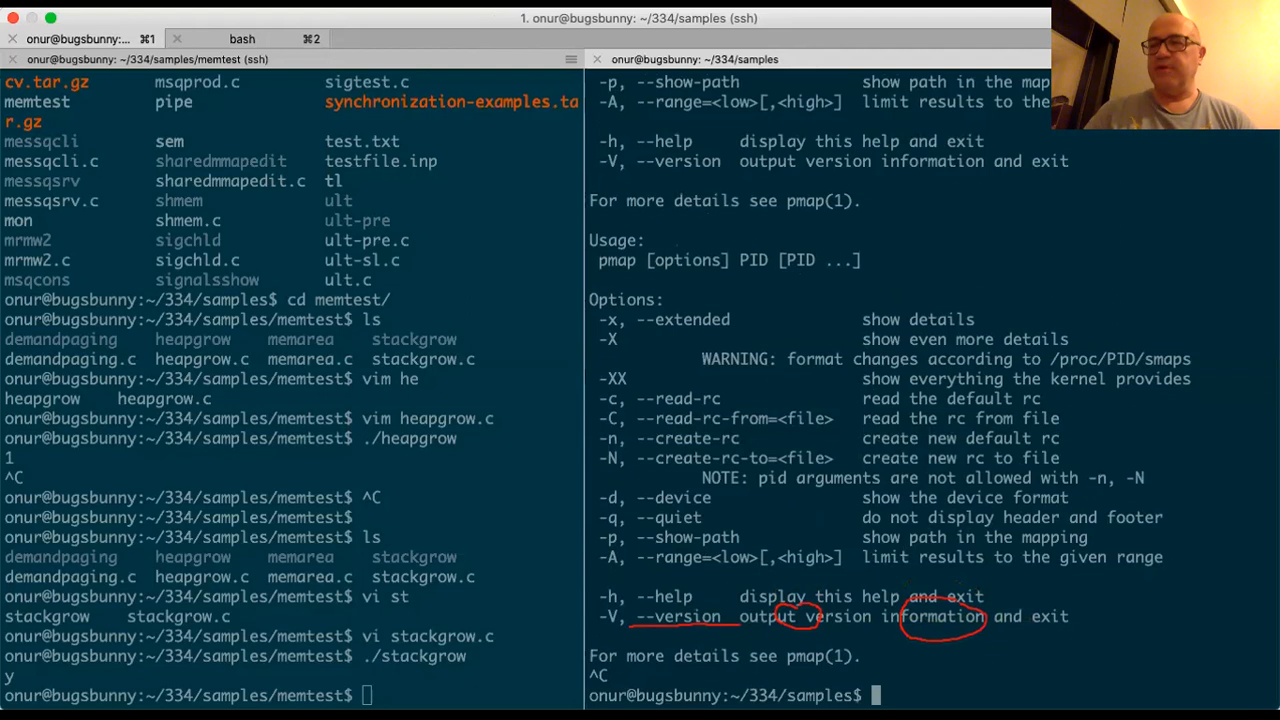 1. onur@bugsbunny: ~/334/samples (ssh)
onur@bugsbunny:... ⌘1 bash ⌘2
onur@bugsbunny: ~/334/samples/memtest (ssh)
cv.tar.gz msqprod.c sigtest.c
memtest pipe synchronization-examples.ta
r.gz
messqcli sem test.txt
messqcli.c sharedmmapedit testfile.inp
messqsrv sharedmmapedit.c tl
messqsrv.c shmem ult
mon shmem.c ult-pre
mrmw2 sigchld ult-pre.c
mrmw2.c sigchld.c ult-sl.c
msqcons signalsshow ult.c
onur@bugsbunny:~/334/samples$ cd memtest/
onur@bugsbunny:~/334/samples/memtest$ ls
demandpaging heapgrow memarea stackgrow
demandpaging.c heapgrow.c memarea.c stackgrow.c
onur@bugsbunny:~/334/samples/memtest$ vim he
heapgrow heapgrow.c
onur@bugsbunny:~/334/samples/memtest$ vim heapgrow.c
onur@bugsbunny:~/334/samples/memtest$ ./heapgrow
1
^C
onur@bugsbunny:~/334/samples/memtest$ ^C
onur@bugsbunny:~/334/samples/memtest$
onur@bugsbunny:~/334/samples/memtest$ ls
demandpaging heapgrow memarea stackgrow
demandpaging.c heapgrow.c memarea.c stackgrow.c
onur@bugsbunny:~/334/samples/memtest$ vi st
stackgrow stackgrow.c
onur@bugsbunny:~/334/samples/memtest$ vi stackgrow.c
onur@bugsbunny:~/334/samples/memtest$ ./stackgrow
y
onur@bugsbunny:~/334/samples/memtest$
onur@bugsbunny: ~/334/samples
-p, --show-path show path in the map
-A, --range=<low>[,<high>] limit results to the
-h, --help display this help and exit
-V, --version output version information and exit
For more details see pmap(1).
Usage:
pmap [options] PID [PID ...]
Options:
-x, --extended show details
-X show even more details
WARNING: format changes according to /proc/PID/smaps
-XX show everything the kernel provides
-c, --read-rc read the default rc
-C, --read-rc-from=<file> read the rc from file
-n, --create-rc create new default rc
-N, --create-rc-to=<file> create new rc to file
NOTE: pid arguments are not allowed with -n, -N
-d, --device show the device format
-q, --quiet do not display header and footer
-p, --show-path show path in the mapping
-A, --range=<low>[,<high>] limit results to the given range
-h, --help display this help and exit
-V, --version output version information and exit
For more details see pmap(1).
^C
onur@bugsbunny:~/334/samples$